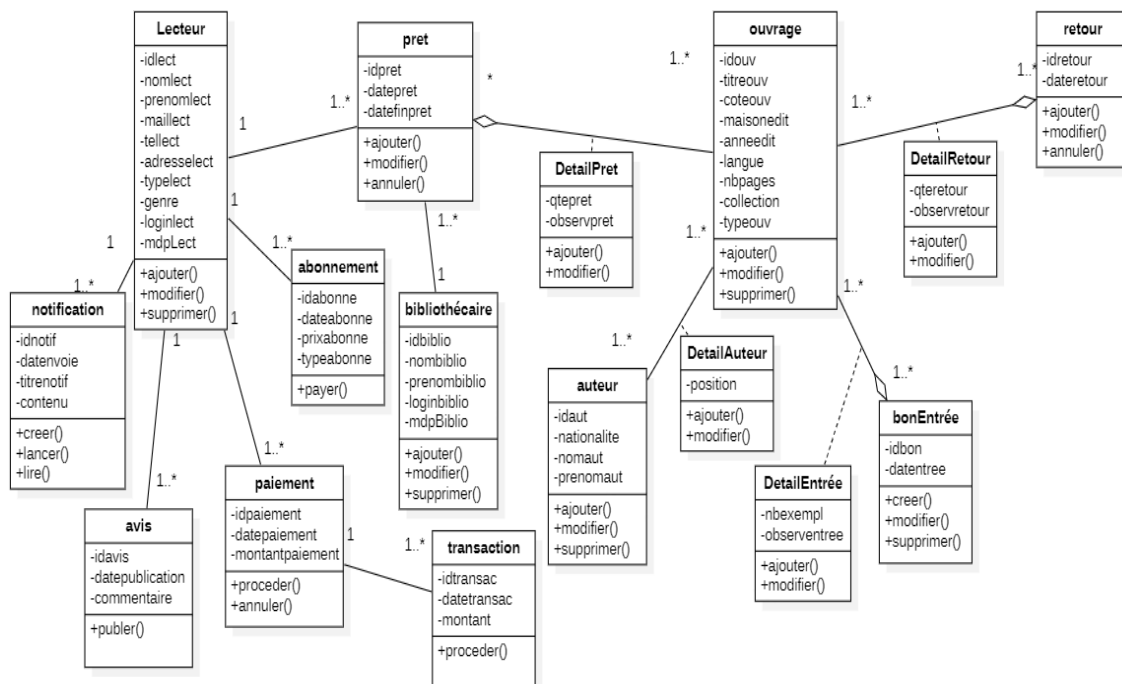 Lecteur
-idlect
-nomlect
-prenomlect
-maillect
-tellect
-adresselect
-typelect
-genre
-loginlect
-mdpLect
+ajouter()
+modifier()
+supprimer()
1
1..*
1
1..*
1
1..*
1
1..*
1
1..*
pret
-idpret
-datepret
-datefinpret
+ajouter()
+modifier()
+annuler()
*
1..*
1..*
1
DetailPret
-qtepret
-observpret
+ajouter()
+modifier()
ouvrage
-idouv
-titreouv
-coteouv
-maisonedit
-anneedit
-langue
-nbpages
-collection
-typeouv
+ajouter()
+modifier()
+supprimer()
1..*
1..*
retour
-idretour
-dateretour
+ajouter()
+modifier()
+annuler()
DetailRetour
-qteretour
-observretour
+ajouter()
+modifier()
notification
-idnotif
-datenvoie
-titrenotif
-contenu
+creer()
+lancer()
+lire()
abonnement
-idabonne
-dateabonne
-prixabonne
-typeabonne
+payer()
bibliothécaire
-idbiblio
-nombiblio
-prenombiblio
-loginbiblio
-mdpBiblio
+ajouter()
+modifier()
+supprimer()
1..*
1..*
auteur
-idaut
-nationalite
-nomaut
-prenomaut
+ajouter()
+modifier()
+supprimer()
DetailAuteur
-position
+ajouter()
+modifier()
1..*
1..*
bonEntrée
-idbon
-datentree
+creer()
+modifier()
+supprimer()
DetailEntrée
-nbexempl
-observentree
+ajouter()
+modifier()
avis
-idavis
-datepublication
-commentaire
+publer()
paiement
-idpaiement
-datepaiement
-montantpaiement
+proceder()
+annuler()
1
1..*
transaction
-idtransac
-datetransac
-montant
+proceder()